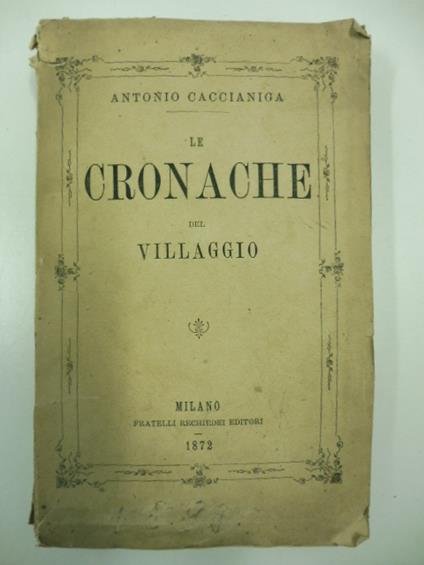 ANTONIO CACCIANIGA
LE
CRONACHE
DEL
VILLAGGIO
MILANO
FRATELLI RECHIEDEI EDITORI
1872